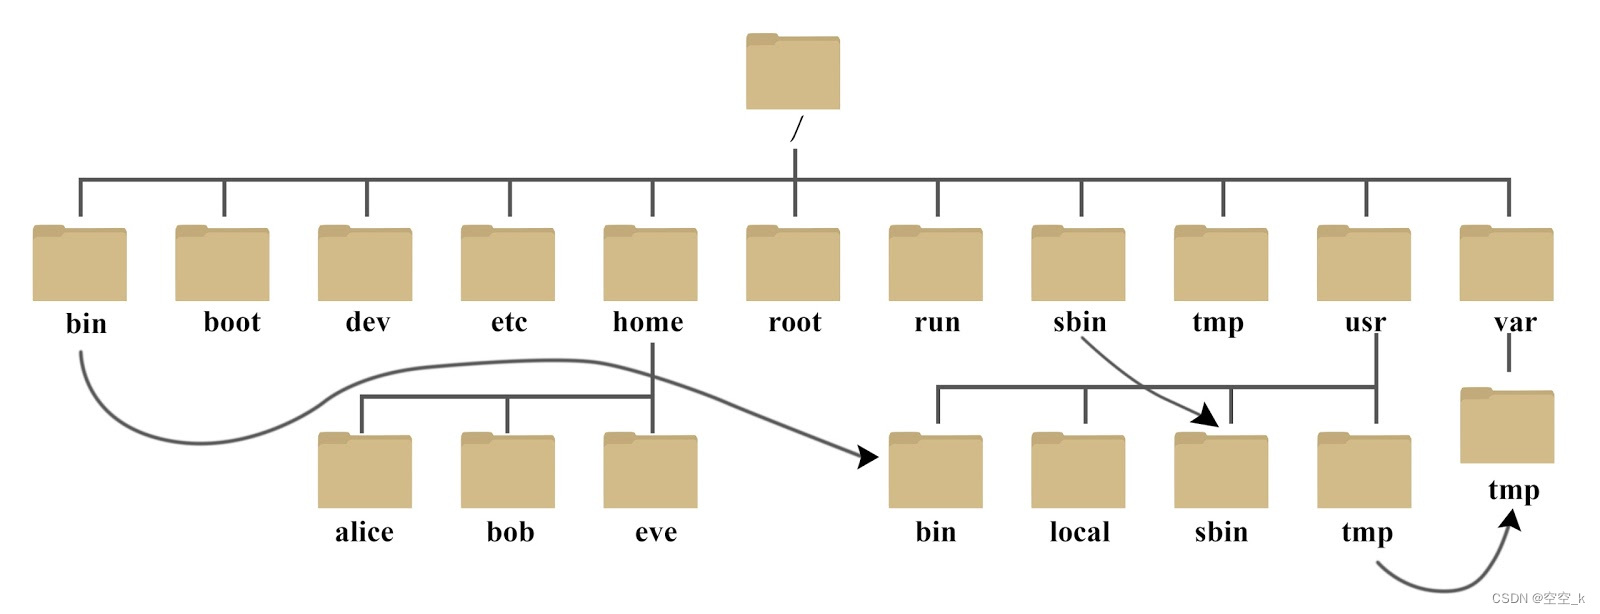 /
bin boot dev etc home root run sbin tmp usr var
tmp
alice bob eve bin local sbin tmp
CSDN @空空_k